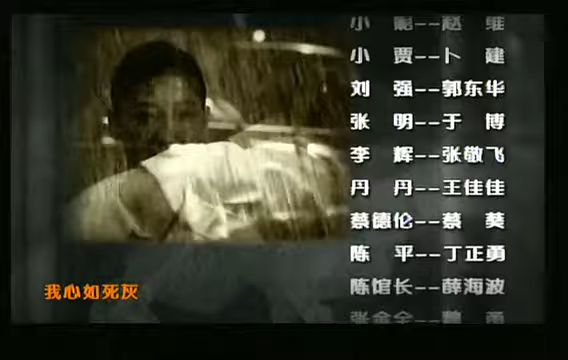 小　彪--赵　维
小　贾--卜　建
刘　强--郭东华
张　明--于　博
李　辉--张敬飞
丹　丹--王佳佳
蔡德伦--蔡　葵
陈　平--丁正勇
陈馆长--薛海波
我心如死灰